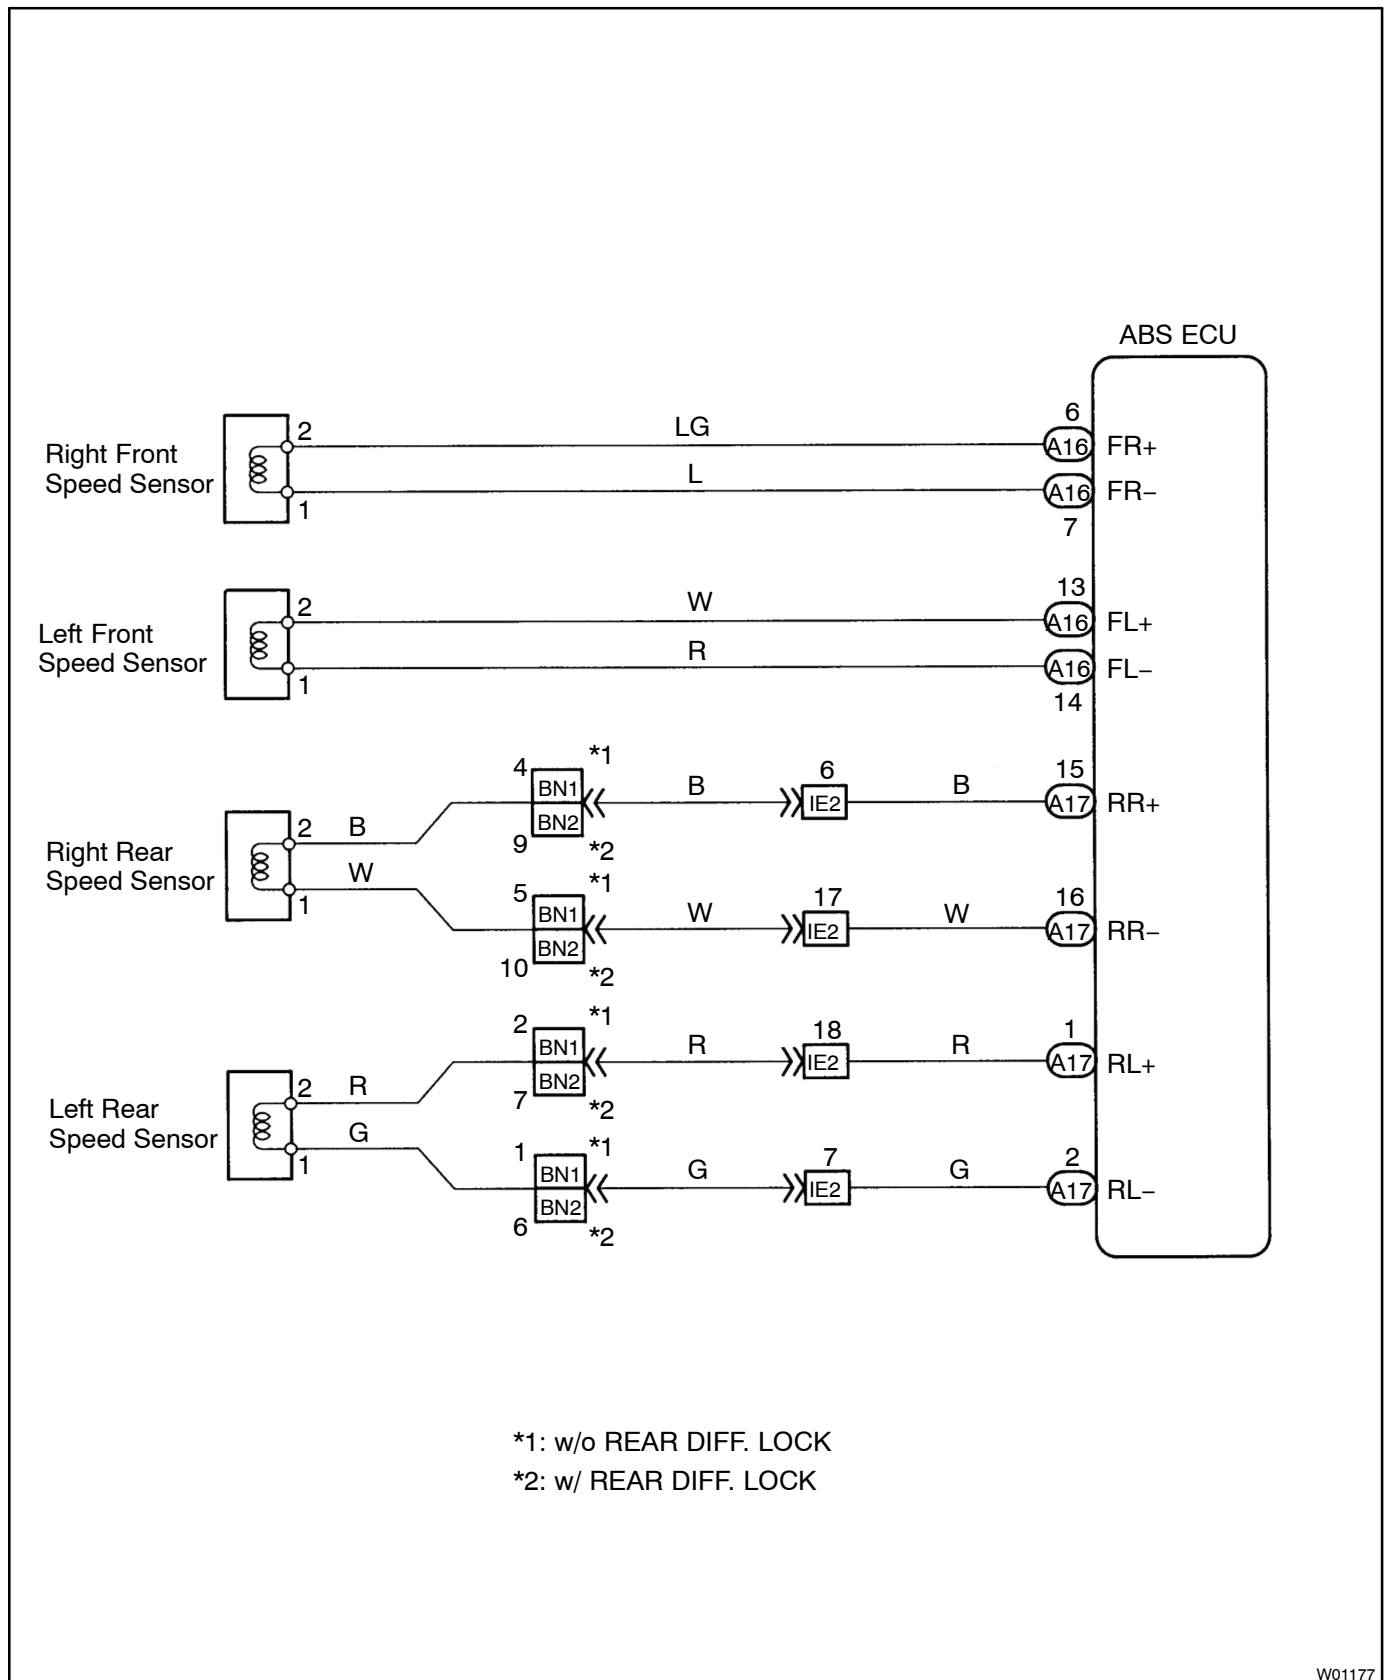 ABS ECU
Right Front
Speed Sensor
2
LG
6
A16
FR+
1
L
A16
FR−
7
Left Front
Speed Sensor
2
W
13
A16
FL+
1
R
A16
FL−
14
Right Rear
Speed Sensor
2
B
4
*1
BN1
BN2
9
*2
B
6
IE2
B
15
A17
RR+
1
W
5
*1
BN1
BN2
10
*2
W
17
IE2
W
16
A17
RR−
Left Rear
Speed Sensor
2
R
2
*1
BN1
BN2
7
*2
R
18
IE2
R
1
A17
RL+
1
G
1
*1
BN1
BN2
6
*2
G
7
IE2
G
2
A17
RL−
*1: w/o REAR DIFF. LOCK
*2: w/ REAR DIFF. LOCK
W01177